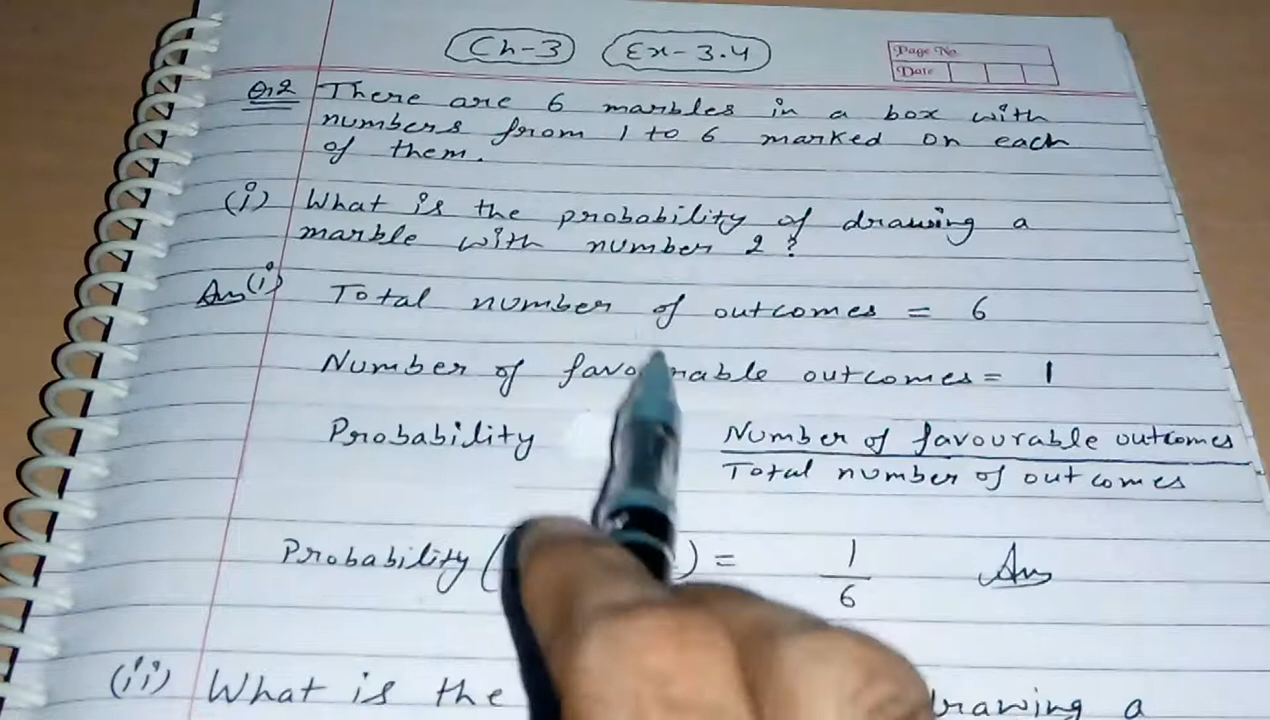 Ch-3 Ex-3.4
Page No.
Date
Q.2 There are 6 marbles in a box with
numbers from 1 to 6 marked on each
of them.
(i) What is the probability of drawing a
marble with number 2?
Ans(i) Total number of outcomes = 6
Number of favourable outcomes = 1
Probability Number of favourable outcomes
Total number of outcomes
Probability ( ) = 1/6 Ans
(ii) What is the drawing a